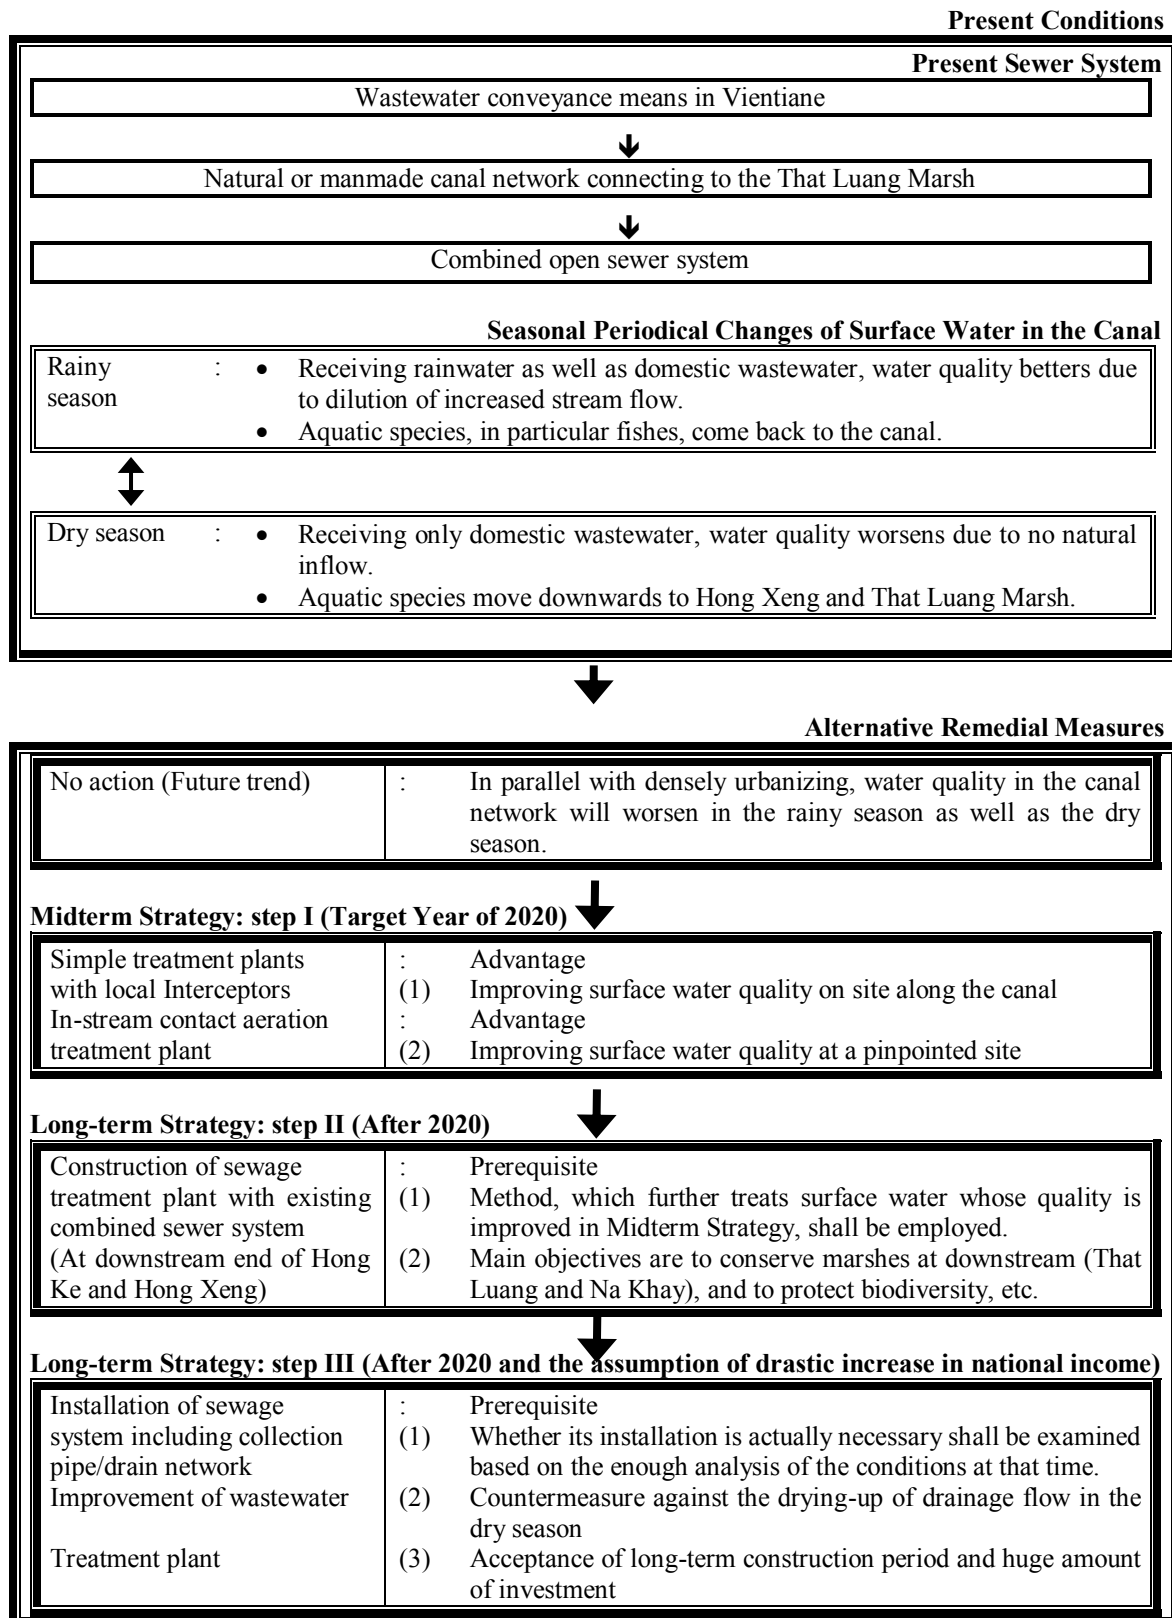 Present Conditions
Present Sewer System
Wastewater conveyance means in Vientiane
Natural or manmade canal network connecting to the That Luang Marsh
Combined open sewer system
Seasonal Periodical Changes of Surface Water in the Canal
Rainy : • Receiving rainwater as well as domestic wastewater, water quality betters due
season to dilution of increased stream flow.
• Aquatic species, in particular fishes, come back to the canal.
Dry season : • Receiving only domestic wastewater, water quality worsens due to no natural
inflow.
• Aquatic species move downwards to Hong Xeng and That Luang Marsh.
Alternative Remedial Measures
No action (Future trend) : In parallel with densely urbanizing, water quality in the canal
network will worsen in the rainy season as well as the dry
season.
Midterm Strategy: step I (Target Year of 2020)
Simple treatment plants : Advantage
with local Interceptors (1) Improving surface water quality on site along the canal
In-stream contact aeration : Advantage
treatment plant (2) Improving surface water quality at a pinpointed site
Long-term Strategy: step II (After 2020)
Construction of sewage : Prerequisite
treatment plant with existing (1) Method, which further treats surface water whose quality is
combined sewer system improved in Midterm Strategy, shall be employed.
(At downstream end of Hong (2) Main objectives are to conserve marshes at downstream (That
Ke and Hong Xeng) Luang and Na Khay), and to protect biodiversity, etc.
Long-term Strategy: step III (After 2020 and the assumption of drastic increase in national income)
Installation of sewage : Prerequisite
system including collection (1) Whether its installation is actually necessary shall be examined
pipe/drain network based on the enough analysis of the conditions at that time.
Improvement of wastewater (2) Countermeasure against the drying-up of drainage flow in the
dry season
Treatment plant (3) Acceptance of long-term construction period and huge amount
of investment